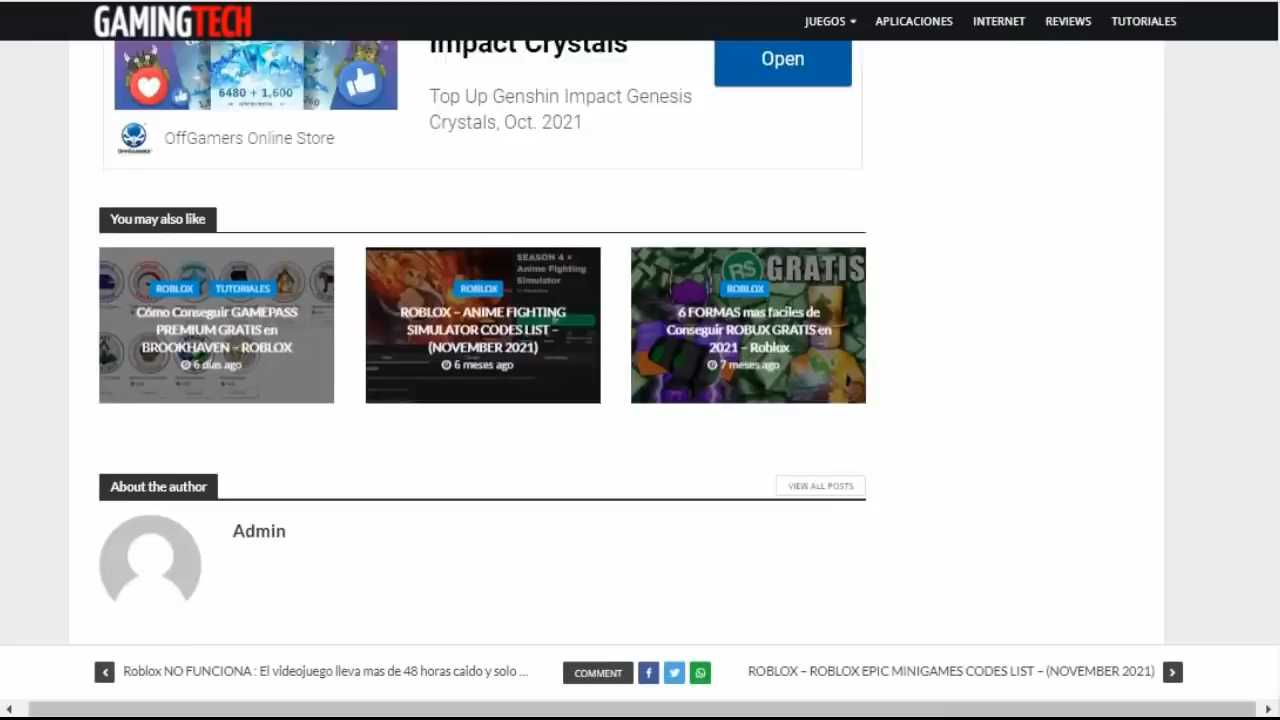 GAMINGTECH
JUEGOS APLICACIONES INTERNET REVIEWS TUTORIALES
Impact Crystals
Open
6480 + 1,600
Top Up Genshin Impact Genesis
Crystals, Oct. 2021
OffGamers Online Store
You may also like
ROBLOX TUTORIALES
Cómo Conseguir GAMEPASS
PREMIUM GRATIS en
BROOKHAVEN – ROBLOX
6 días ago
SEASON 4
Anime Fighting
Simulator
ROBLOX
ROBLOX – ANIME FIGHTING
SIMULATOR CODES LIST –
(NOVEMBER 2021)
6 meses ago
RS GRATIS
ROBLOX
6 FORMAS mas faciles de
Conseguir ROBUX GRATIS en
2021 – Roblox
7 meses ago
About the author
VIEW ALL POSTS
Admin
Roblox NO FUNCIONA : El videojuego lleva mas de 48 horas caido y solo ...
COMMENT
ROBLOX – ROBLOX EPIC MINIGAMES CODES LIST – (NOVEMBER 2021)